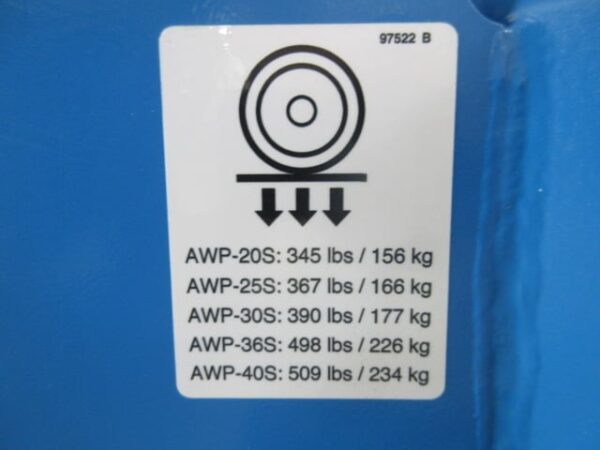 97522 B
AWP-20S: 345 lbs / 156 kg
AWP-25S: 367 lbs / 166 kg
AWP-30S: 390 lbs / 177 kg
AWP-36S: 498 lbs / 226 kg
AWP-40S: 509 lbs / 234 kg